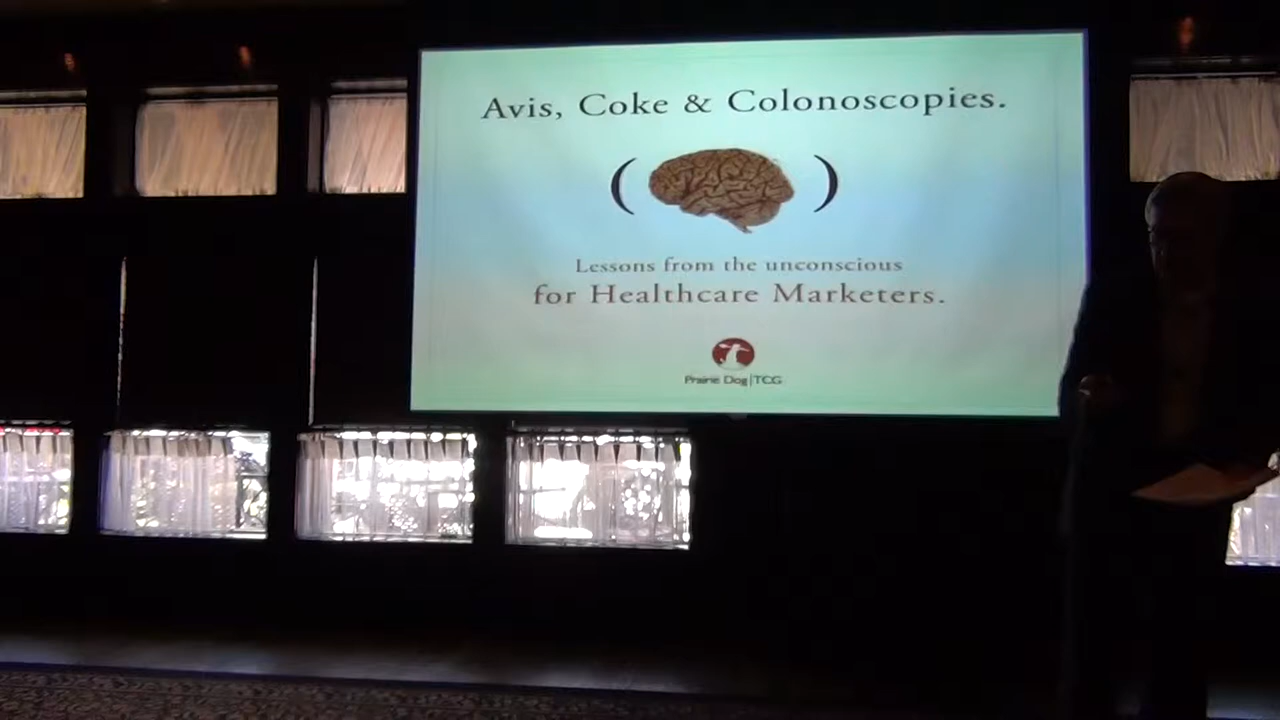 Avis, Coke & Colonoscopies.
( )
Lessons from the unconscious
for Healthcare Marketers.
Prairie Dog|TCG